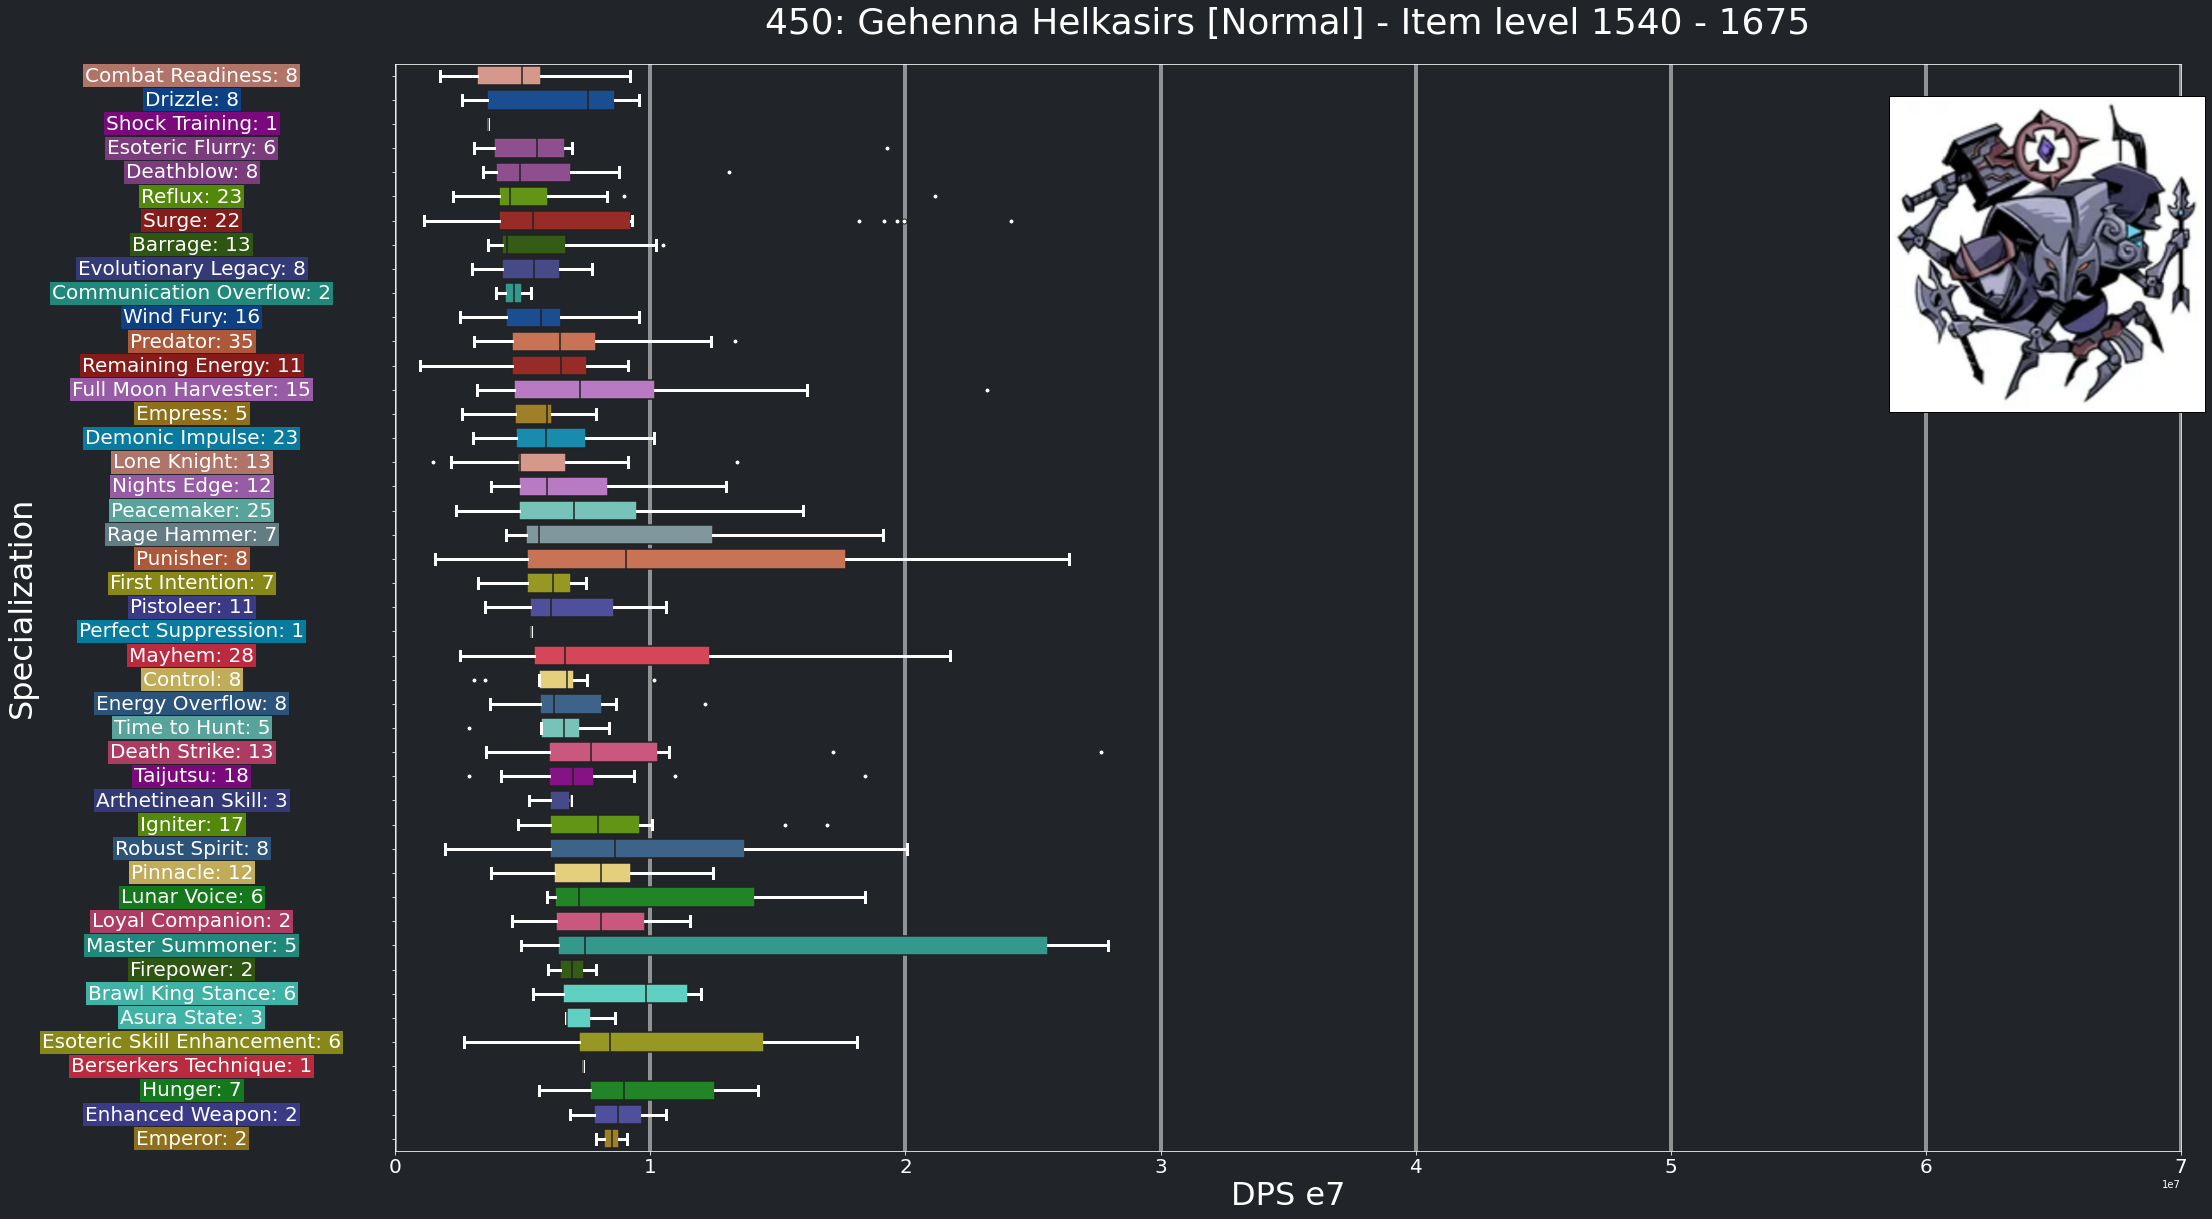 450: Gehenna Helkasirs [Normal] - Item level 1540 - 1675
Combat Readiness: 8
Drizzle: 8
Shock Training: 1
Esoteric Flurry: 6
Deathblow: 8
Reflux: 23
Surge: 22
Barrage: 13
Evolutionary Legacy: 8
Communication Overflow: 2
Wind Fury: 16
Predator: 35
Remaining Energy: 11
Full Moon Harvester: 15
Empress: 5
Demonic Impulse: 23
Lone Knight: 13
Nights Edge: 12
Peacemaker: 25
Rage Hammer: 7
Punisher: 8
First Intention: 7
Pistoleer: 11
Perfect Suppression: 1
Mayhem: 28
Control: 8
Energy Overflow: 8
Time to Hunt: 5
Death Strike: 13
Taijutsu: 18
Arthetinean Skill: 3
Igniter: 17
Robust Spirit: 8
Pinnacle: 12
Lunar Voice: 6
Loyal Companion: 2
Master Summoner: 5
Firepower: 2
Brawl King Stance: 6
Asura State: 3
Esoteric Skill Enhancement: 6
Berserkers Technique: 1
Hunger: 7
Enhanced Weapon: 2
Emperor: 2
Specialization
0 1 2 3 4 5 6 7
1e7
DPS e7